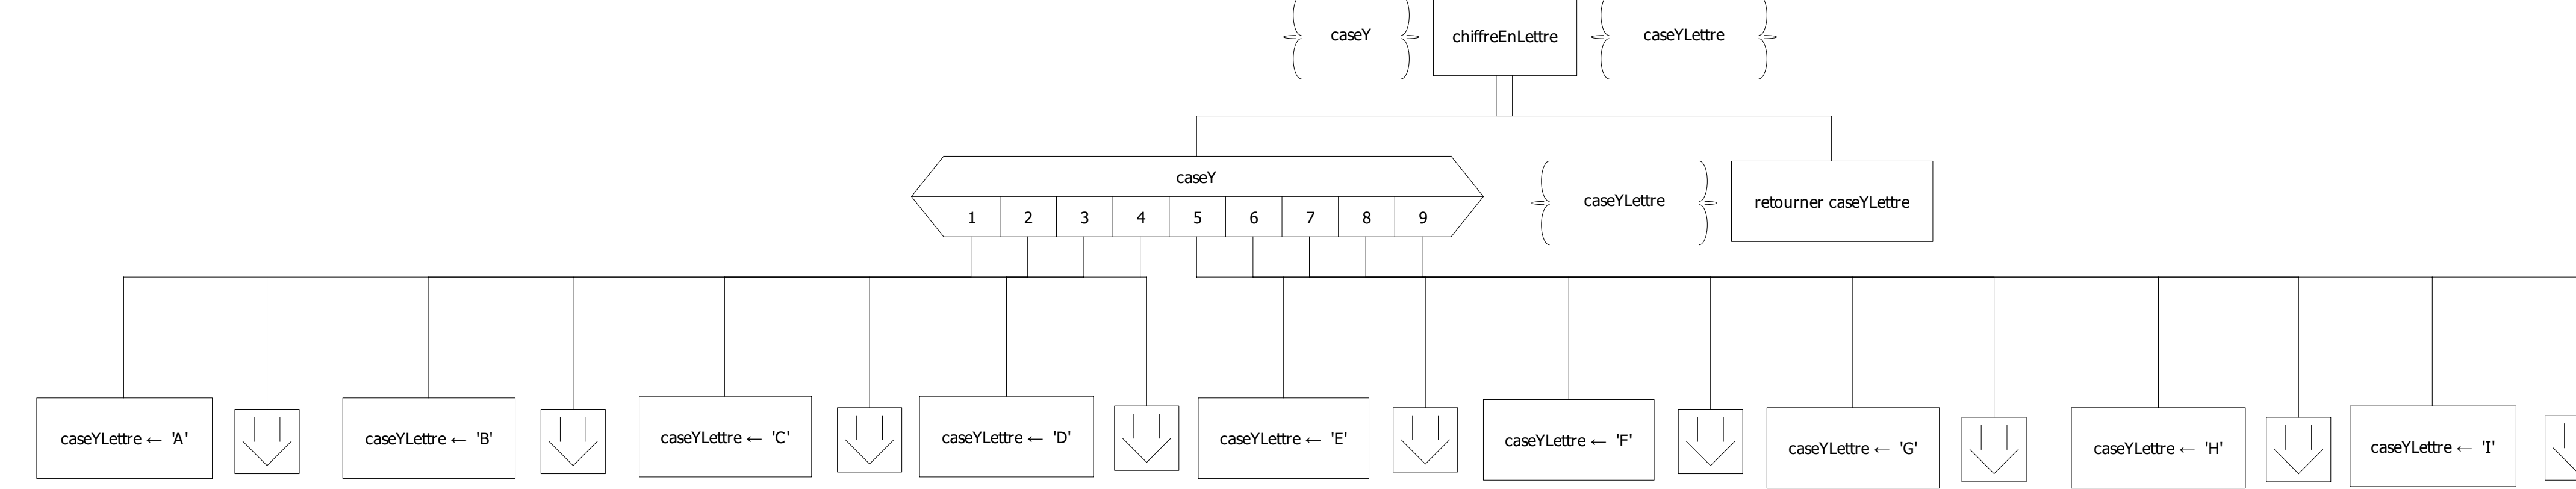 caseY
chiffreEnLettre
caseYLettre
caseY
1 2 3 4 5 6 7 8 9
caseYLettre
retourner caseYLettre
caseYLettre ← 'A'
caseYLettre ← 'B'
caseYLettre ← 'C'
caseYLettre ← 'D'
caseYLettre ← 'E'
caseYLettre ← 'F'
caseYLettre ← 'G'
caseYLettre ← 'H'
caseYLettre ← 'I'